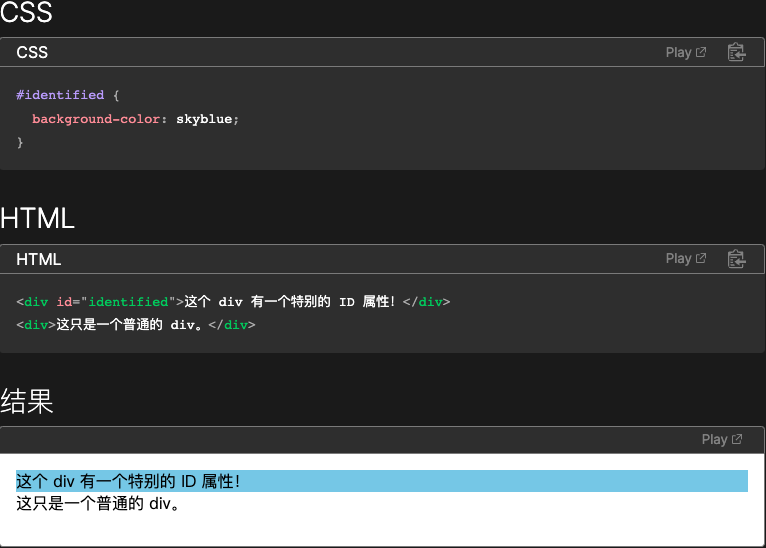 CSS
CSS Play
#identified {
  background-color: skyblue;
}
HTML
HTML Play
<div id="identified">这个 div 有一个特别的 ID 属性！</div>
<div>这只是一个普通的 div。</div>
结果
Play
这个 div 有一个特别的 ID 属性！
这只是一个普通的 div。